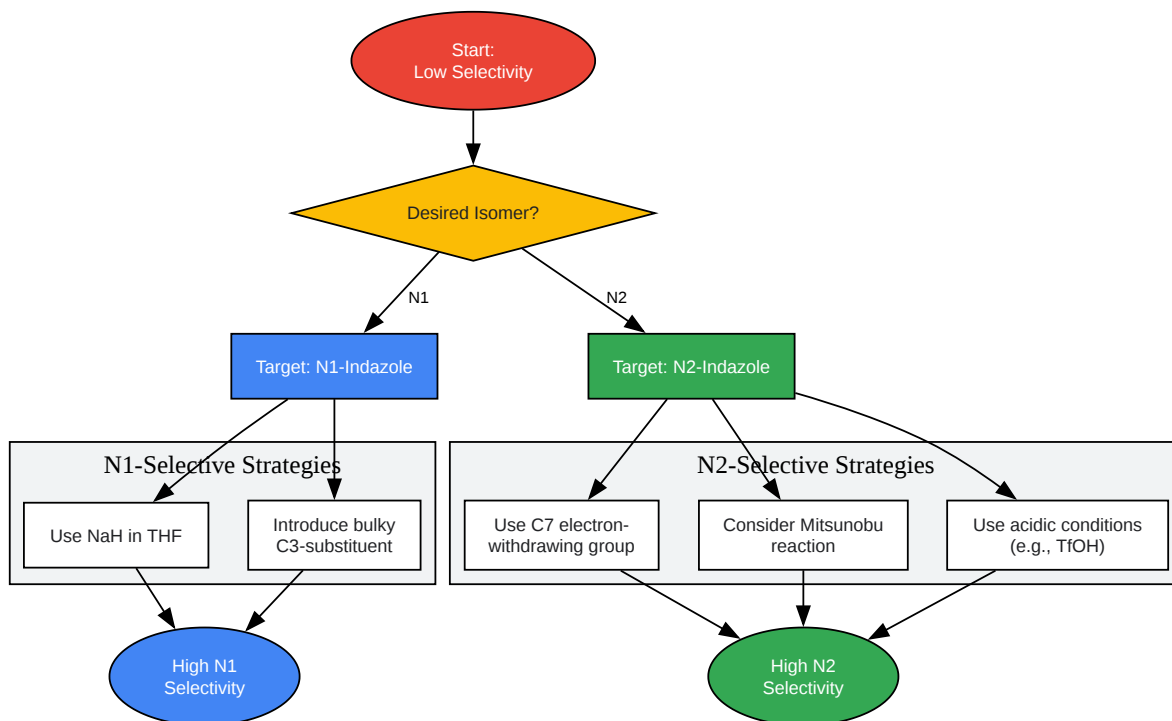 Start:
Low Selectivity
Desired Isomer?
N1
N2
Target: N1-Indazole
Target: N2-Indazole
N1-Selective Strategies
N2-Selective Strategies
Use NaH in THF
Introduce bulky
C3-substituent
Use C7 electron-
withdrawing group
Consider Mitsunobu
reaction
Use acidic conditions
(e.g., TfOH)
High N1
Selectivity
High N2
Selectivity